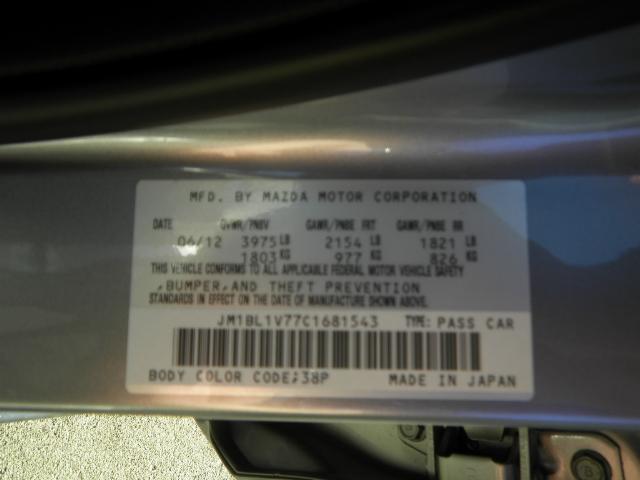 MFD. BY MAZDA MOTOR CORPORATION
DATE GVWR/PNBV GAWR/PNBE FRT GAWR/PNBE RR
06/12 3975 LB 2154 LB 1821 LB
1803 KG 977 KG 826 KG
THIS VEHICLE CONFORMS TO ALL APPLICABLE FEDERAL MOTOR VEHICLE SAFETY
,BUMPER,AND THEFT PREVENTION
STANDARDS IN EFFECT ON THE DATE OF MANUFACTURE SHOWN ABOVE.
JM1BL1V77C1681543 TYPE: PASS CAR
BODY COLOR CODE:38P MADE IN JAPAN